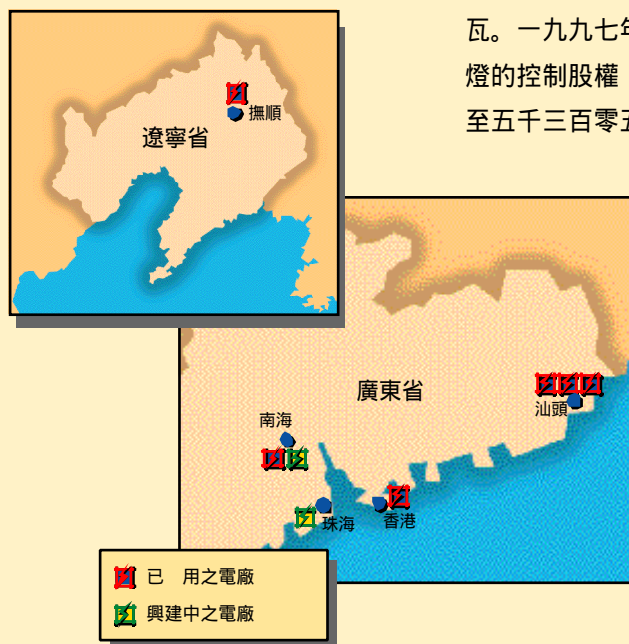 瓦。一九九七年
燈的控制股權
至五千三百零五
撫順
遼寧省
廣東省
汕頭
南海
珠海
香港
已 用之電廠
興建中之電廠